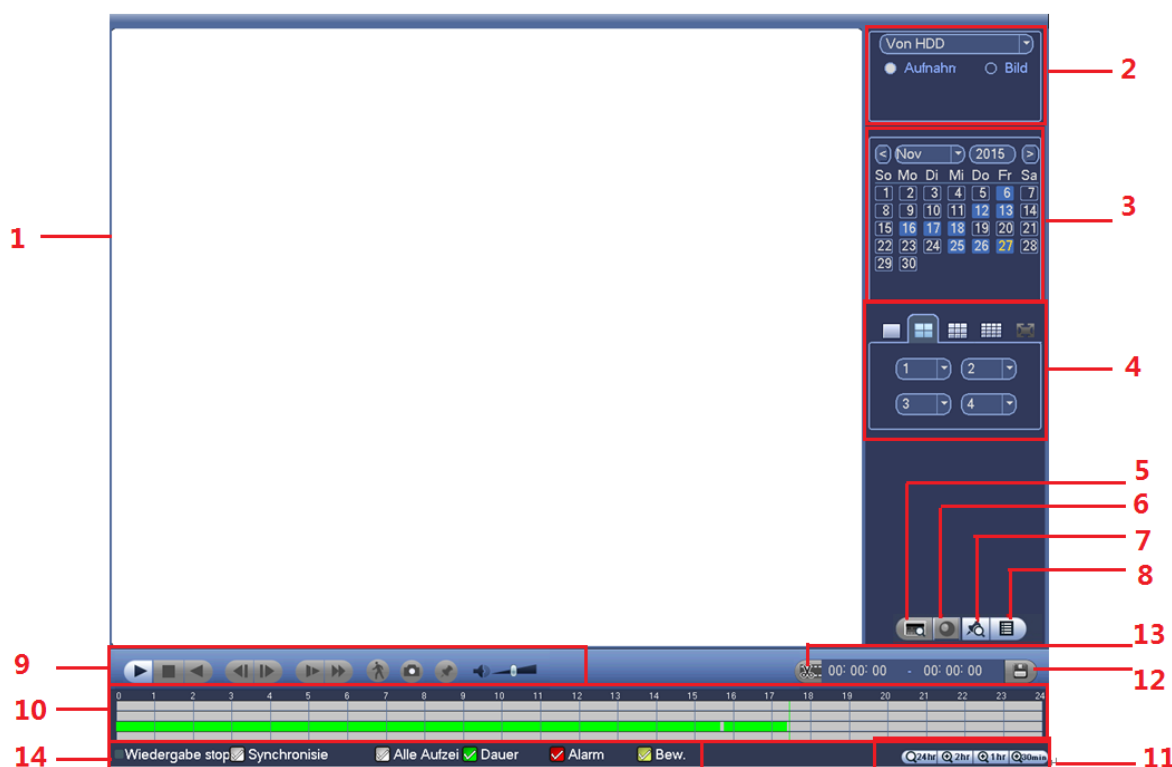 Von HDD
Aufnahn Bild
2
< Nov 2015 >
So Mo Di Mi Do Fr Sa
1 2 3 4 5 6 7
8 9 10 11 12 13 14
15 16 17 18 19 20 21
22 23 24 25 26 27 28
29 30
3
1
1 2
3 4
4
5
6
7
8
13
9
00:00:00 - 00:00:00
12
0 1 2 3 4 5 6 7 8 9 10 11 12 13 14 15 16 17 18 19 20 21 22 23 24
10
14
Wiedergabe stop Synchronisie Alle Aufzei Dauer Alarm Bew.
24hr 2hr 1hr 30min
11